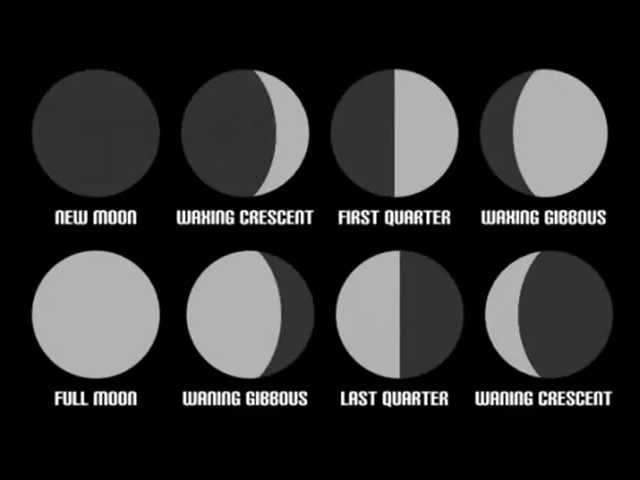 NEW MOON
WAXING CRESCENT
FIRST QUARTER
WAXING GIBBOUS
FULL MOON
WANING GIBBOUS
LAST QUARTER
WANING CRESCENT